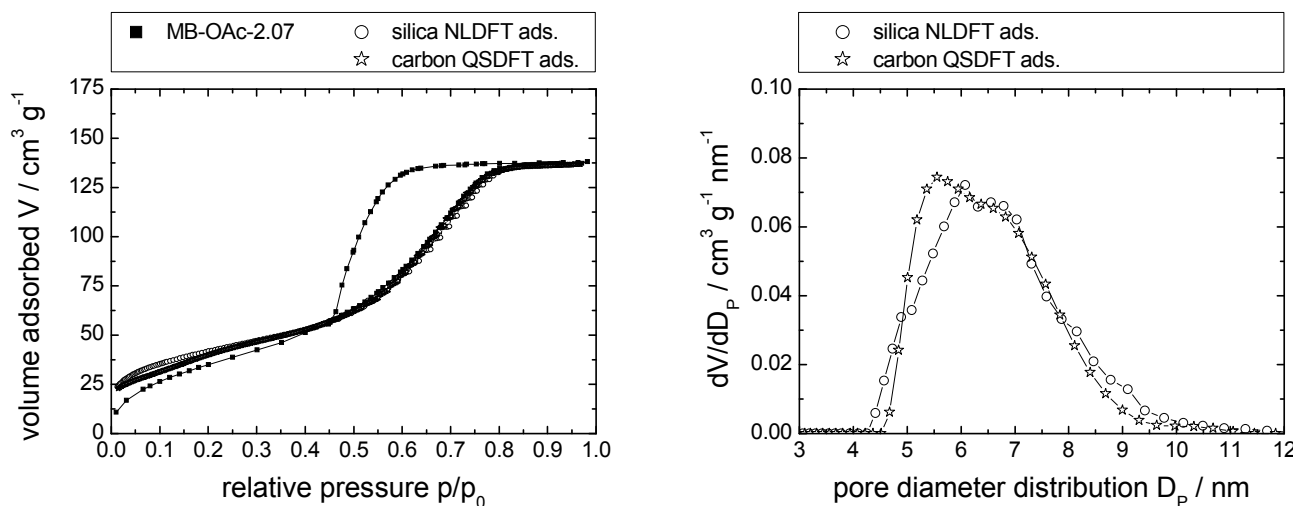 MB-OAc-2.07 silica NLDFT ads.
carbon QSDFT ads.
175
150
125
100
75
50
25
0
volume adsorbed V / cm³ g⁻¹
0.0 0.1 0.2 0.3 0.4 0.5 0.6 0.7 0.8 0.9 1.0
relative pressure p/p₀
silica NLDFT ads.
carbon QSDFT ads.
0.10
0.08
0.06
0.04
0.02
0.00
dV/dD_P / cm³ g⁻¹ nm⁻¹
3 4 5 6 7 8 9 10 11 12
pore diameter distribution D_P / nm